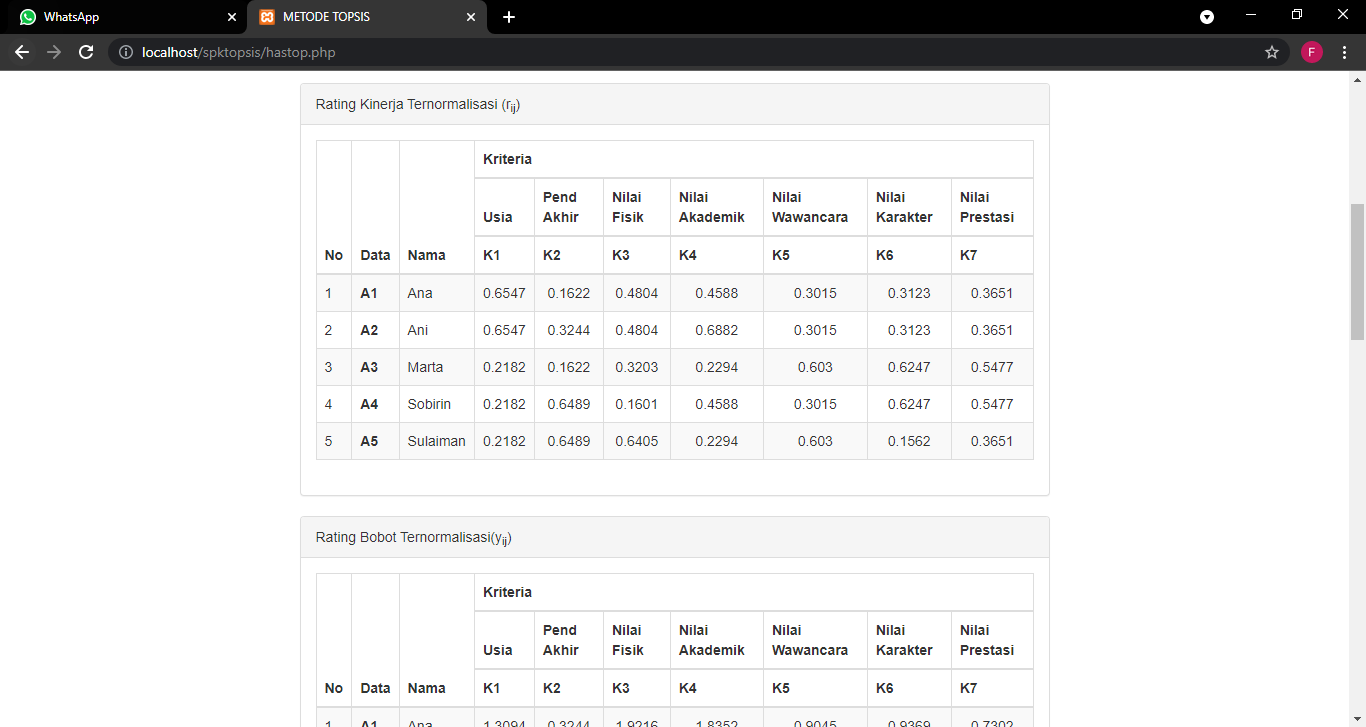 WhatsApp
METODE TOPSIS
localhost/spktopsis/hastop.php
F
Rating Kinerja Ternormalisasi (rij)
Kriteria
Usia Pend Akhir Nilai Fisik Nilai Akademik Nilai Wawancara Nilai Karakter Nilai Prestasi
No Data Nama K1 K2 K3 K4 K5 K6 K7
1 A1 Ana 0.6547 0.1622 0.4804 0.4588 0.3015 0.3123 0.3651
2 A2 Ani 0.6547 0.3244 0.4804 0.6882 0.3015 0.3123 0.3651
3 A3 Marta 0.2182 0.1622 0.3203 0.2294 0.603 0.6247 0.5477
4 A4 Sobirin 0.2182 0.6489 0.1601 0.4588 0.3015 0.6247 0.5477
5 A5 Sulaiman 0.2182 0.6489 0.6405 0.2294 0.603 0.1562 0.3651
Rating Bobot Ternormalisasi(yij)
Kriteria
Usia Pend Akhir Nilai Fisik Nilai Akademik Nilai Wawancara Nilai Karakter Nilai Prestasi
No Data Nama K1 K2 K3 K4 K5 K6 K7
1 A1 Ana 1.3094 0.3244 1.9216 1.8352 0.9045 0.9369 0.7302